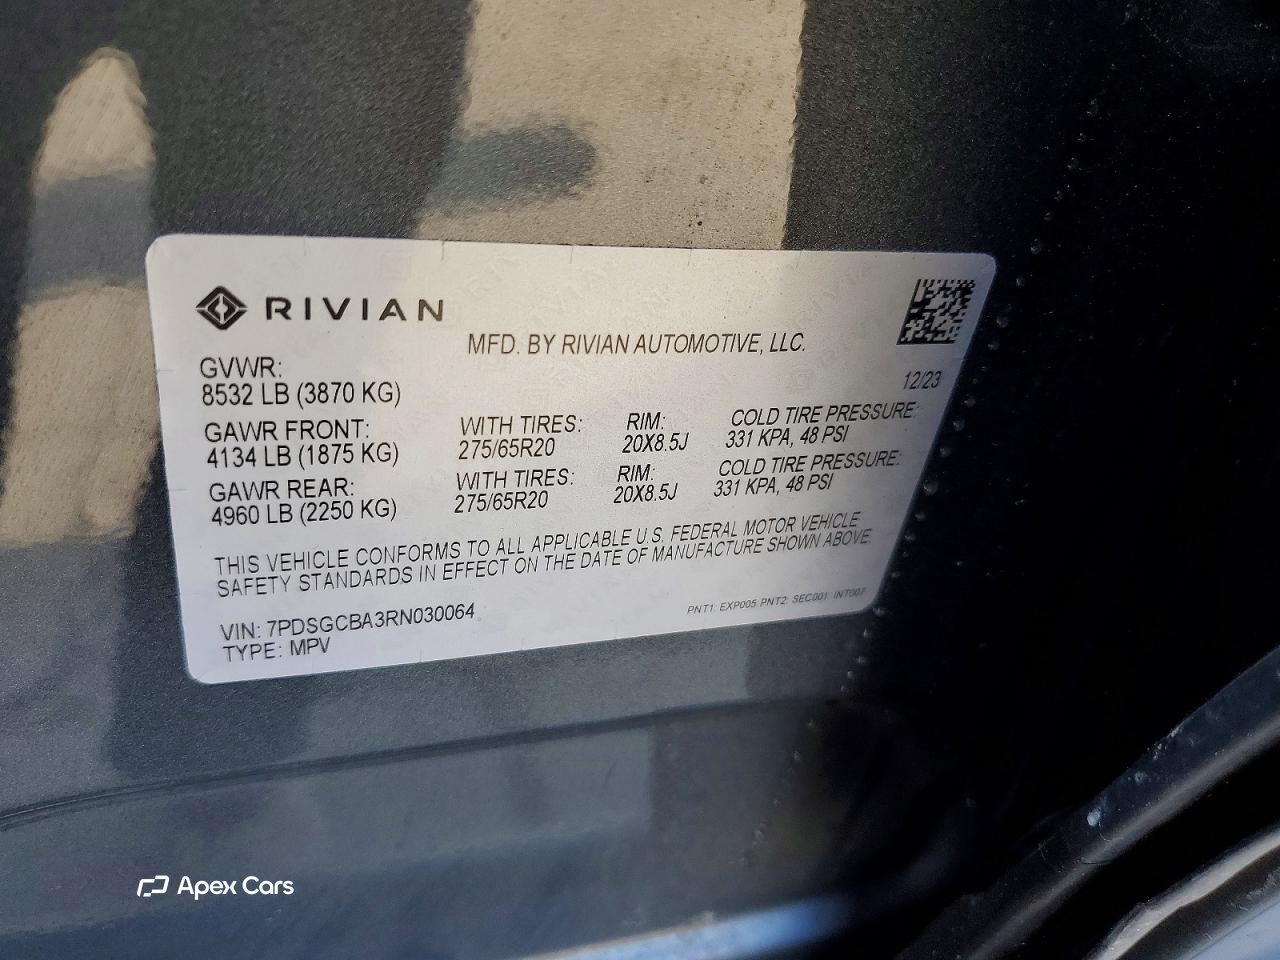 RIVIAN
MFD. BY RIVIAN AUTOMOTIVE, LLC.
GVWR:
8532 LB (3870 KG)
12/23
GAWR FRONT: WITH TIRES: RIM: COLD TIRE PRESSURE:
4134 LB (1875 KG) 275/65R20 20X8.5J 331 KPA, 48 PSI
GAWR REAR: WITH TIRES: RIM: COLD TIRE PRESSURE:
4960 LB (2250 KG) 275/65R20 20X8.5J 331 KPA, 48 PSI
THIS VEHICLE CONFORMS TO ALL APPLICABLE U.S. FEDERAL MOTOR VEHICLE
SAFETY STANDARDS IN EFFECT ON THE DATE OF MANUFACTURE SHOWN ABOVE.
VIN: 7PDSGCBA3RN030064
PNT1: EXP005 PNT2: SEC001 INT007
TYPE: MPV
Apex Cars